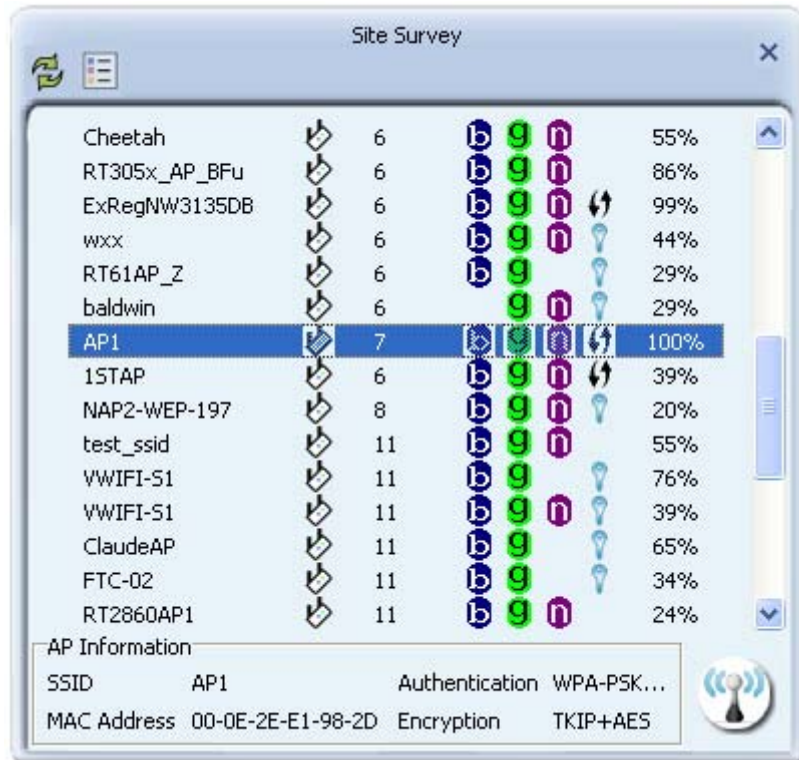 Site Survey
Cheetah 6 b g n 55%
RT305x_AP_BFu 6 b g n 86%
ExRegNW3135DB 6 b g n 99%
wxx 6 b g n 44%
RT61AP_Z 6 b g 29%
baldwin 6 g n 29%
AP1 7 b g n 100%
1STAP 6 b g n 39%
NAP2-WEP-197 8 b g n 20%
test_ssid 11 b g n 55%
VWIFI-S1 11 b g 76%
VWIFI-S1 11 b g n 39%
ClaudeAP 11 b g 65%
FTC-02 11 b g 34%
RT2860AP1 11 b g n 24%
AP Information
SSID AP1 Authentication WPA-PSK...
MAC Address 00-0E-2E-E1-98-2D Encryption TKIP+AES